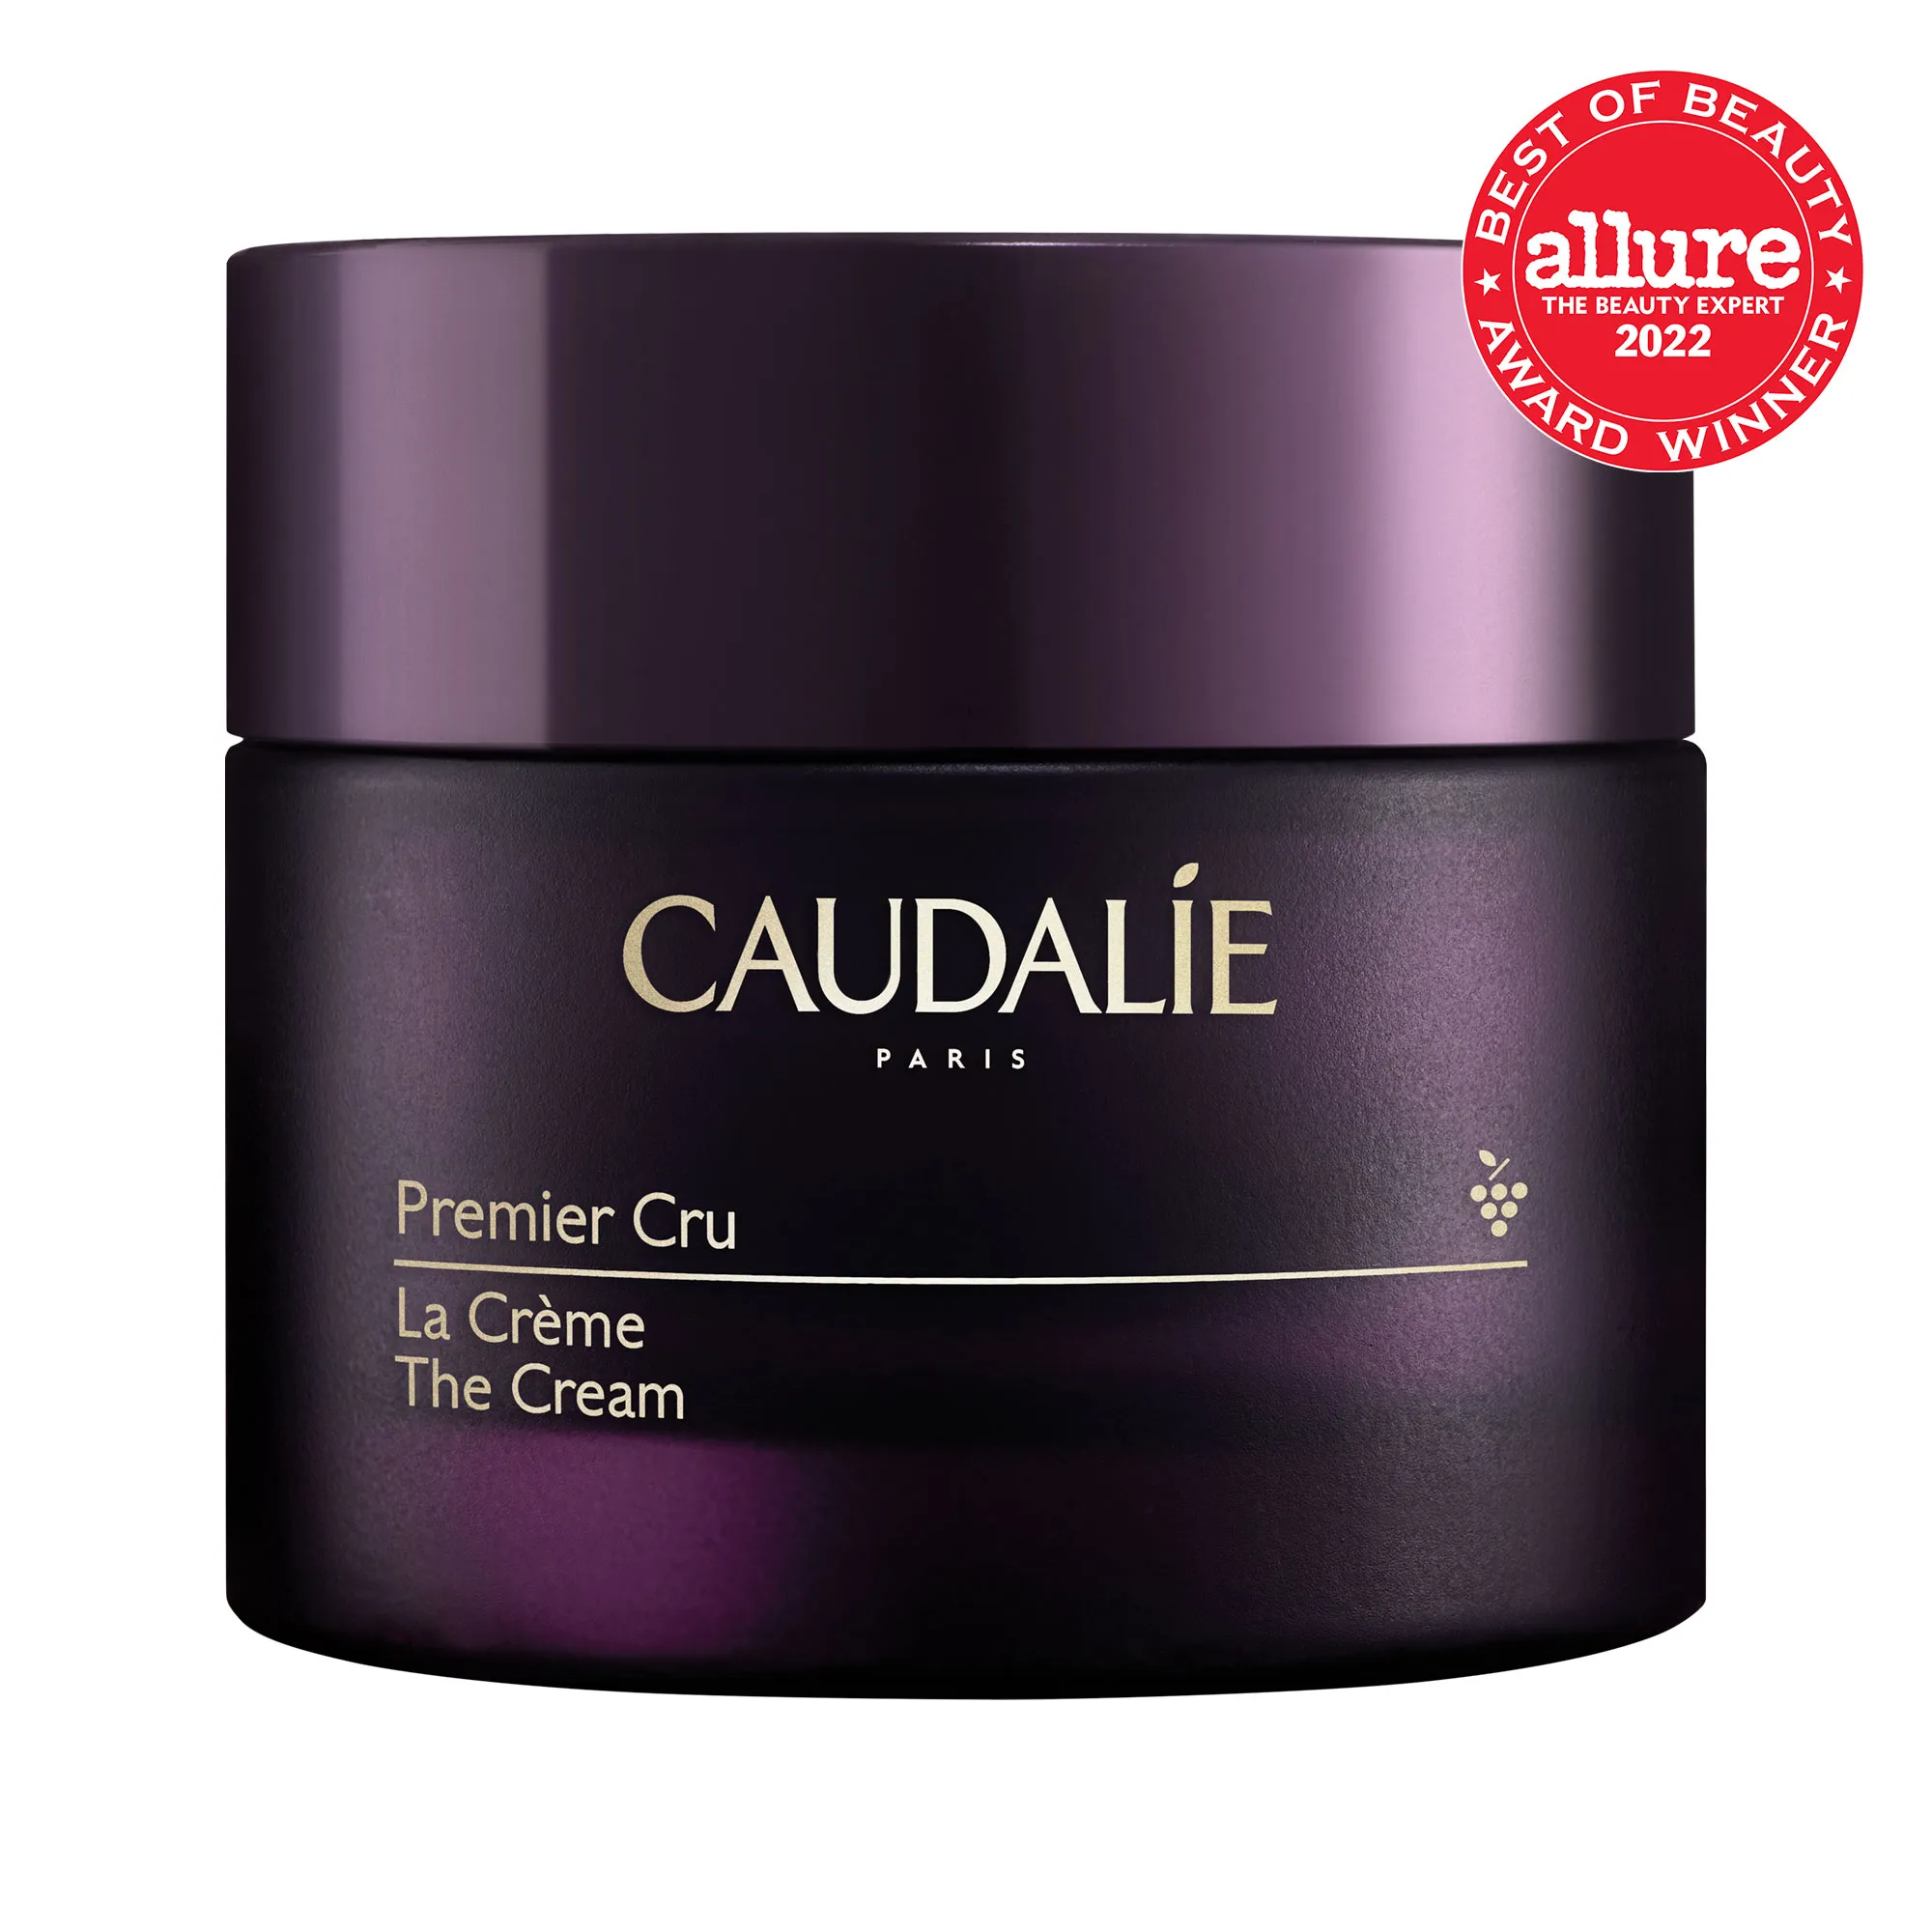 BEST OF BEAUTY
allure
THE BEAUTY EXPERT
2022
AWARD WINNER
CAUDALÍE
PARIS
Premier Cru
La Crème
The Cream